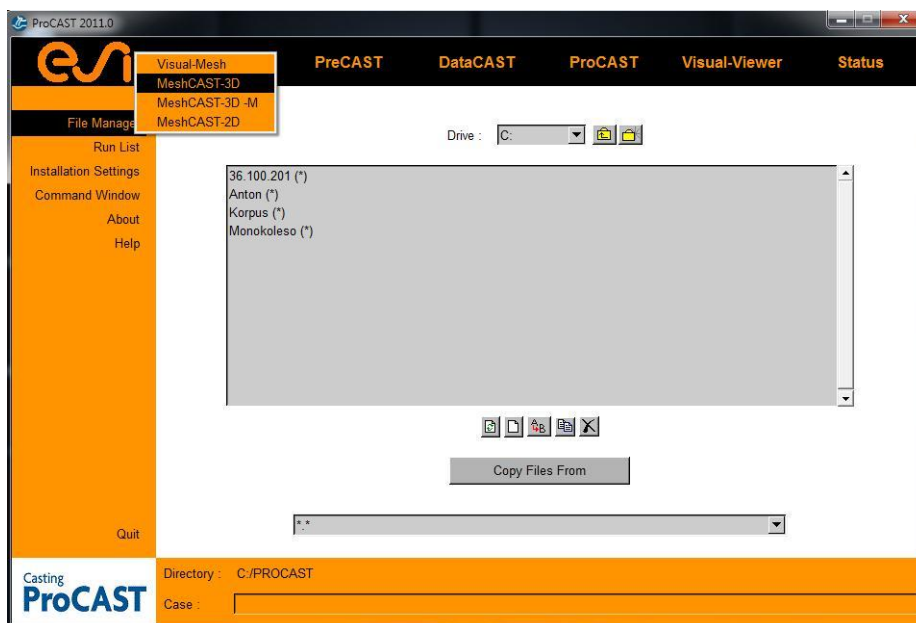 ProCAST 2011.0
esi
Visual-Mesh
MeshCAST-3D
MeshCAST-3D -M
MeshCAST-2D
PreCAST
DataCAST
ProCAST
Visual-Viewer
Status
File Manage
Run List
Installation Settings
Command Window
About
Help
Quit
Drive : C:
36.100.201 (*)
Anton (*)
Korpus (*)
Monokoleso (*)
A B
Copy Files From
*.*
Casting
ProCAST
Directory : C:/PROCAST
Case :